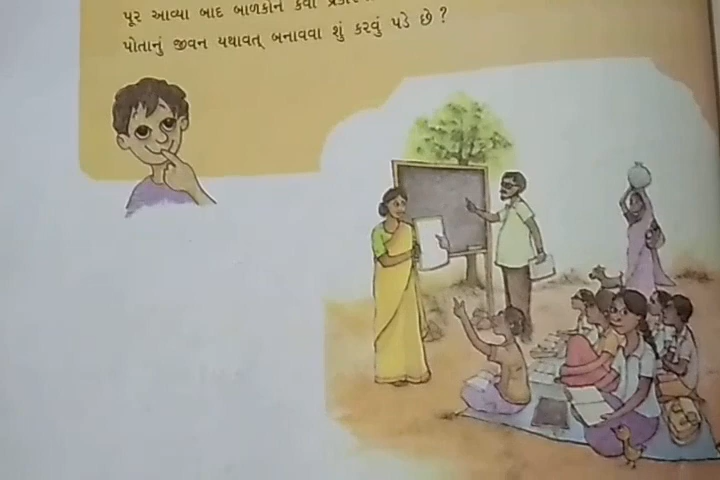 પૂર આવ્યા બાદ બાળકોને કેવા
પોતાનું જીવન યથાવત્ બનાવવા શું કરવું પડે છે ?